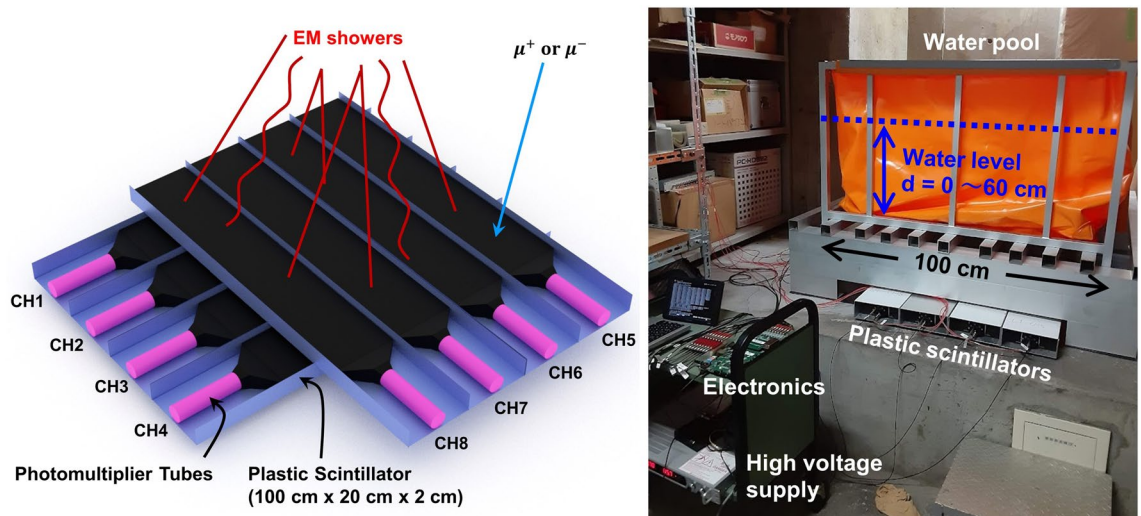 EM showers
μ⁺ or μ⁻
CH1
CH2
CH3
CH4
CH5
CH6
CH7
CH8
Photomultiplier Tubes
Plastic Scintillator
(100 cm x 20 cm x 2 cm)
Water pool
Water level
d = 0 ～60 cm
100 cm
Plastic scintillators
Electronics
High voltage
supply